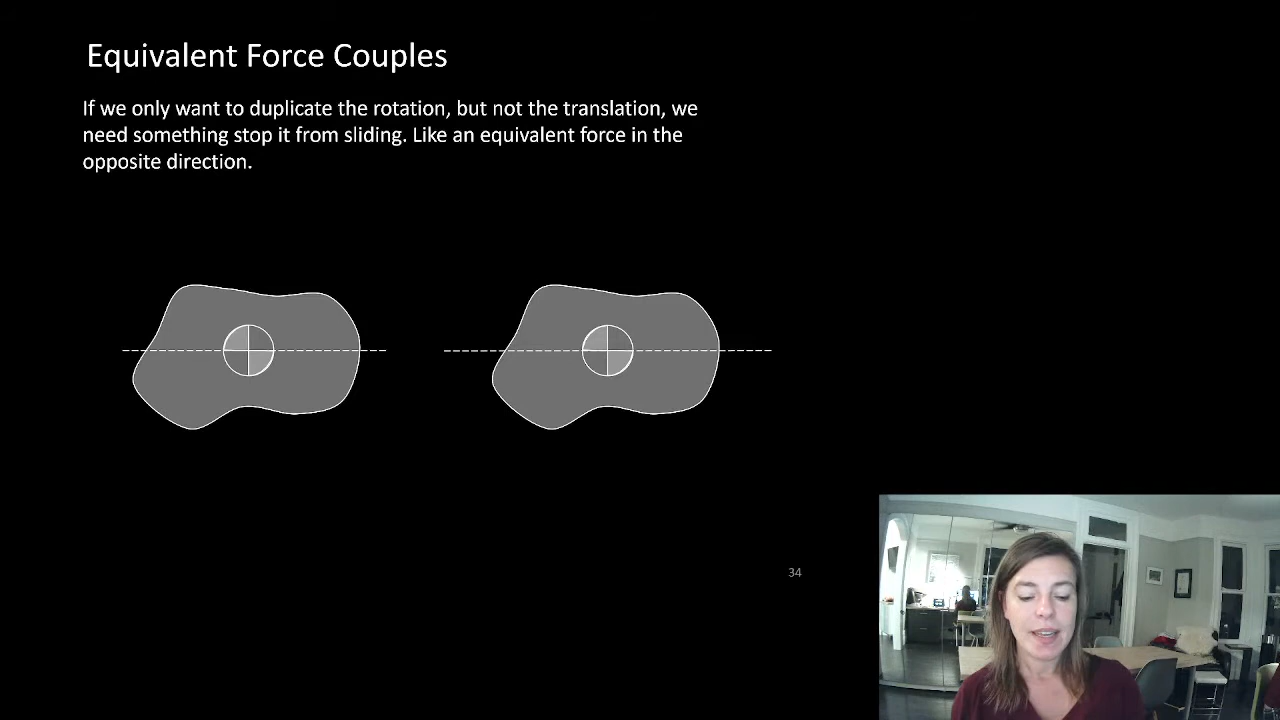 Equivalent Force Couples
If we only want to duplicate the rotation, but not the translation, we
need something stop it from sliding. Like an equivalent force in the
opposite direction.
34